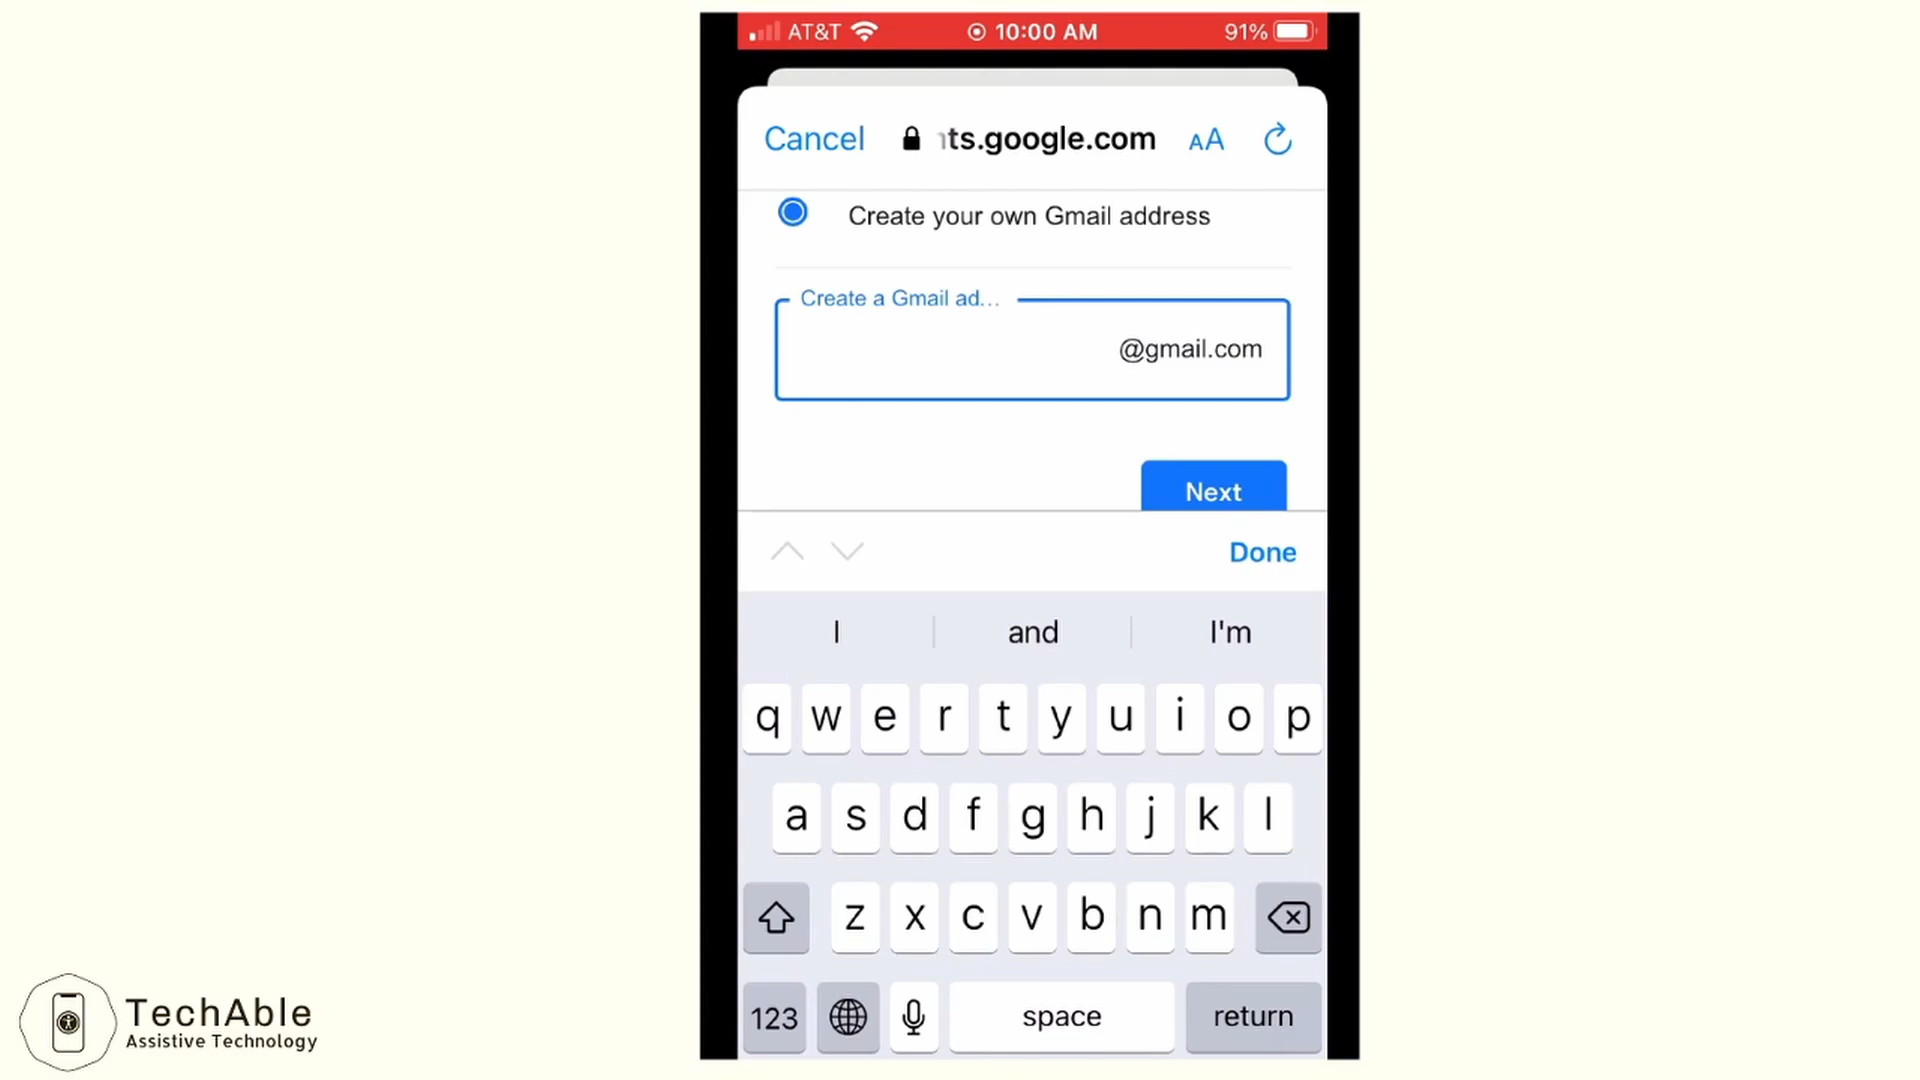 AT&T 10:00 AM 91%
Cancel ts.google.com AA
Create your own Gmail address
Create a Gmail ad...
@gmail.com
Next
Done
I and I'm
q w e r t y u i o p
a s d f g h j k l
z x c v b n m
123 space return
TechAble
Assistive Technology